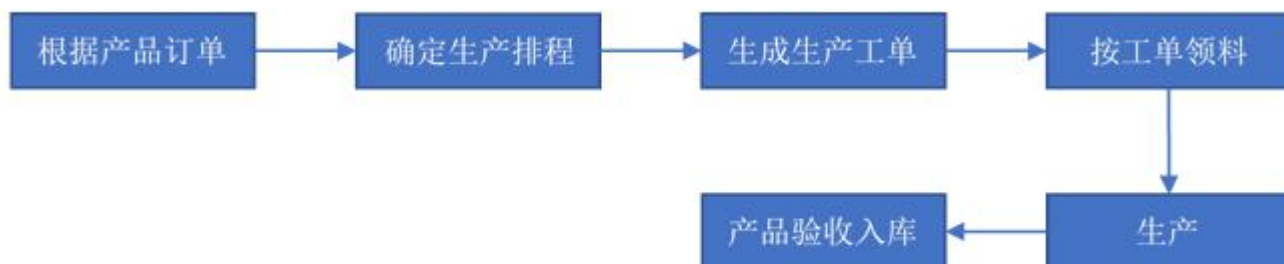 根据产品订单
确定生产排程
生成生产工单
按工单领料
生产
产品验收入库